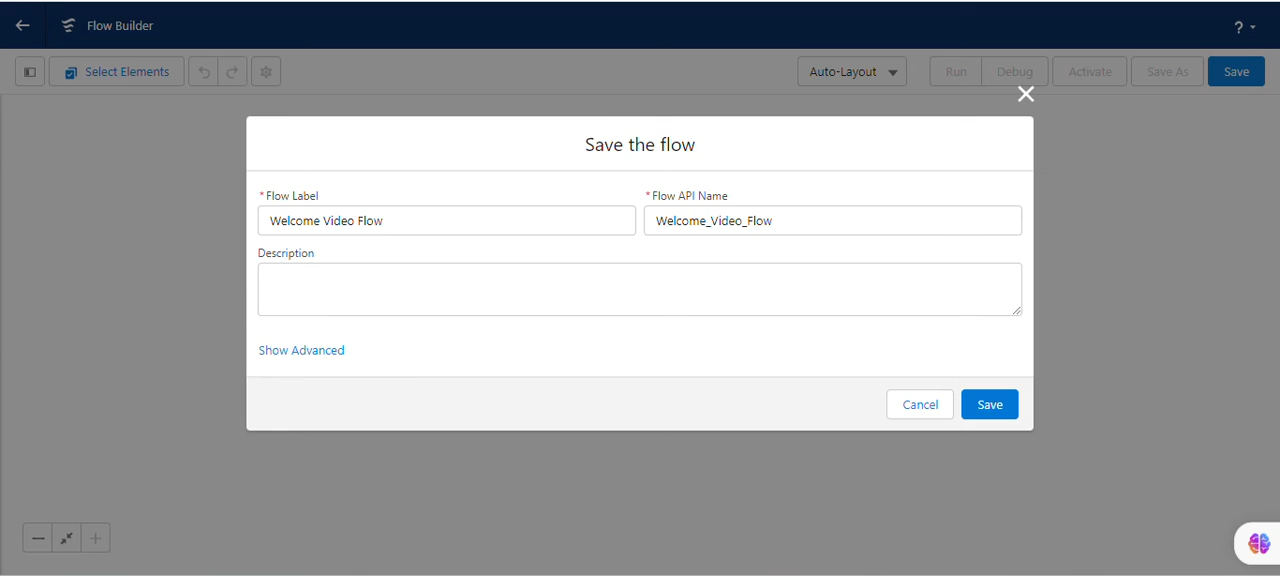 Flow Builder
?
Select Elements
Auto-Layout
Run
Debug
Activate
Save As
Save
Save the flow
* Flow Label
* Flow API Name
Welcome Video Flow
Welcome_Video_Flow
Description
Show Advanced
Cancel
Save